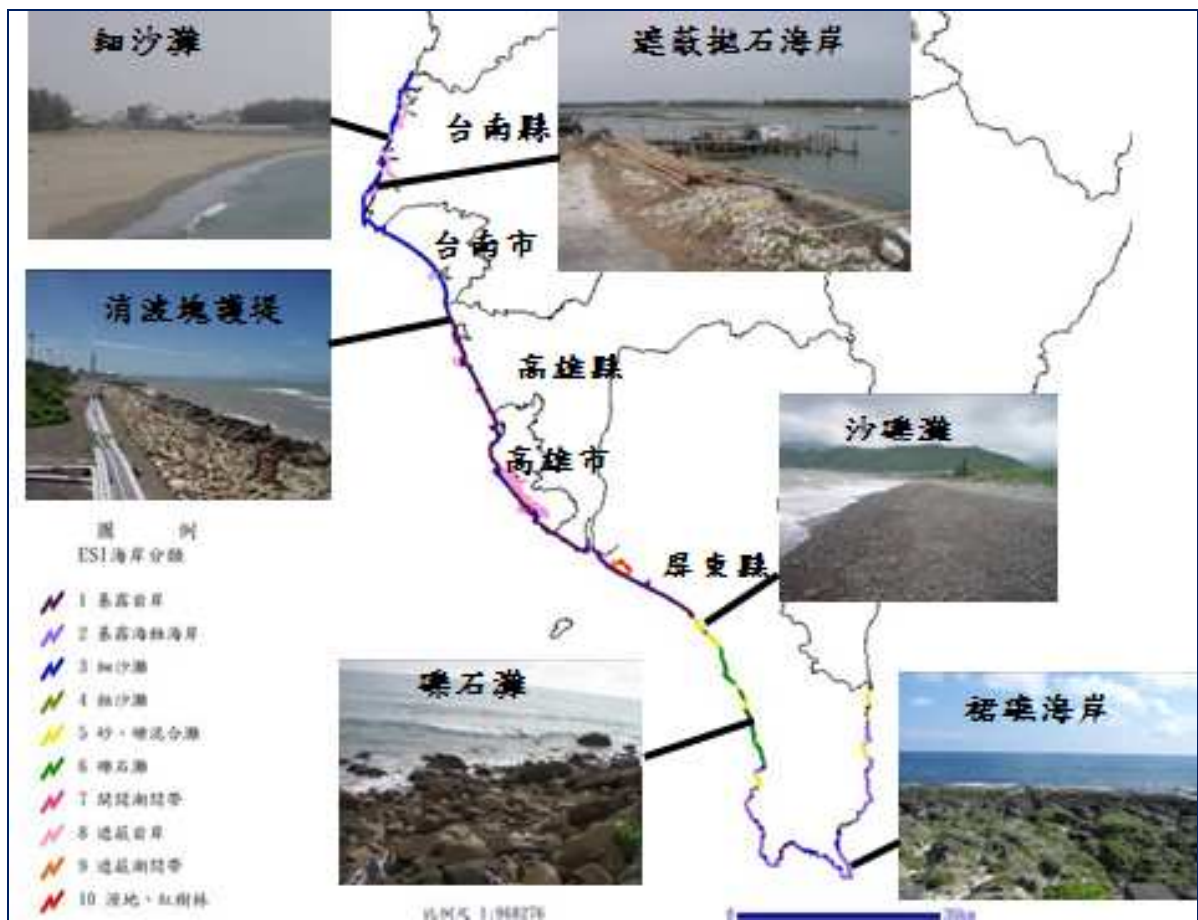 細沙灘
遮蔽拋石海岸
台南縣
台南市
消波塊護堤
高雄縣
高雄市
沙礫灘
屏東縣
礫石灘
裙礁海岸
圖 例
ESI海岸分類
1 暴露前岸
2 暴露海蝕海岸
3 細沙灘
4 粗沙灘
5 砂、礫混合灘
6 礫石灘
7 開闊潮間帶
8 遮蔽前岸
9 遮蔽潮間帶
10 溼地、紅樹林
比例尺 1:968276
0